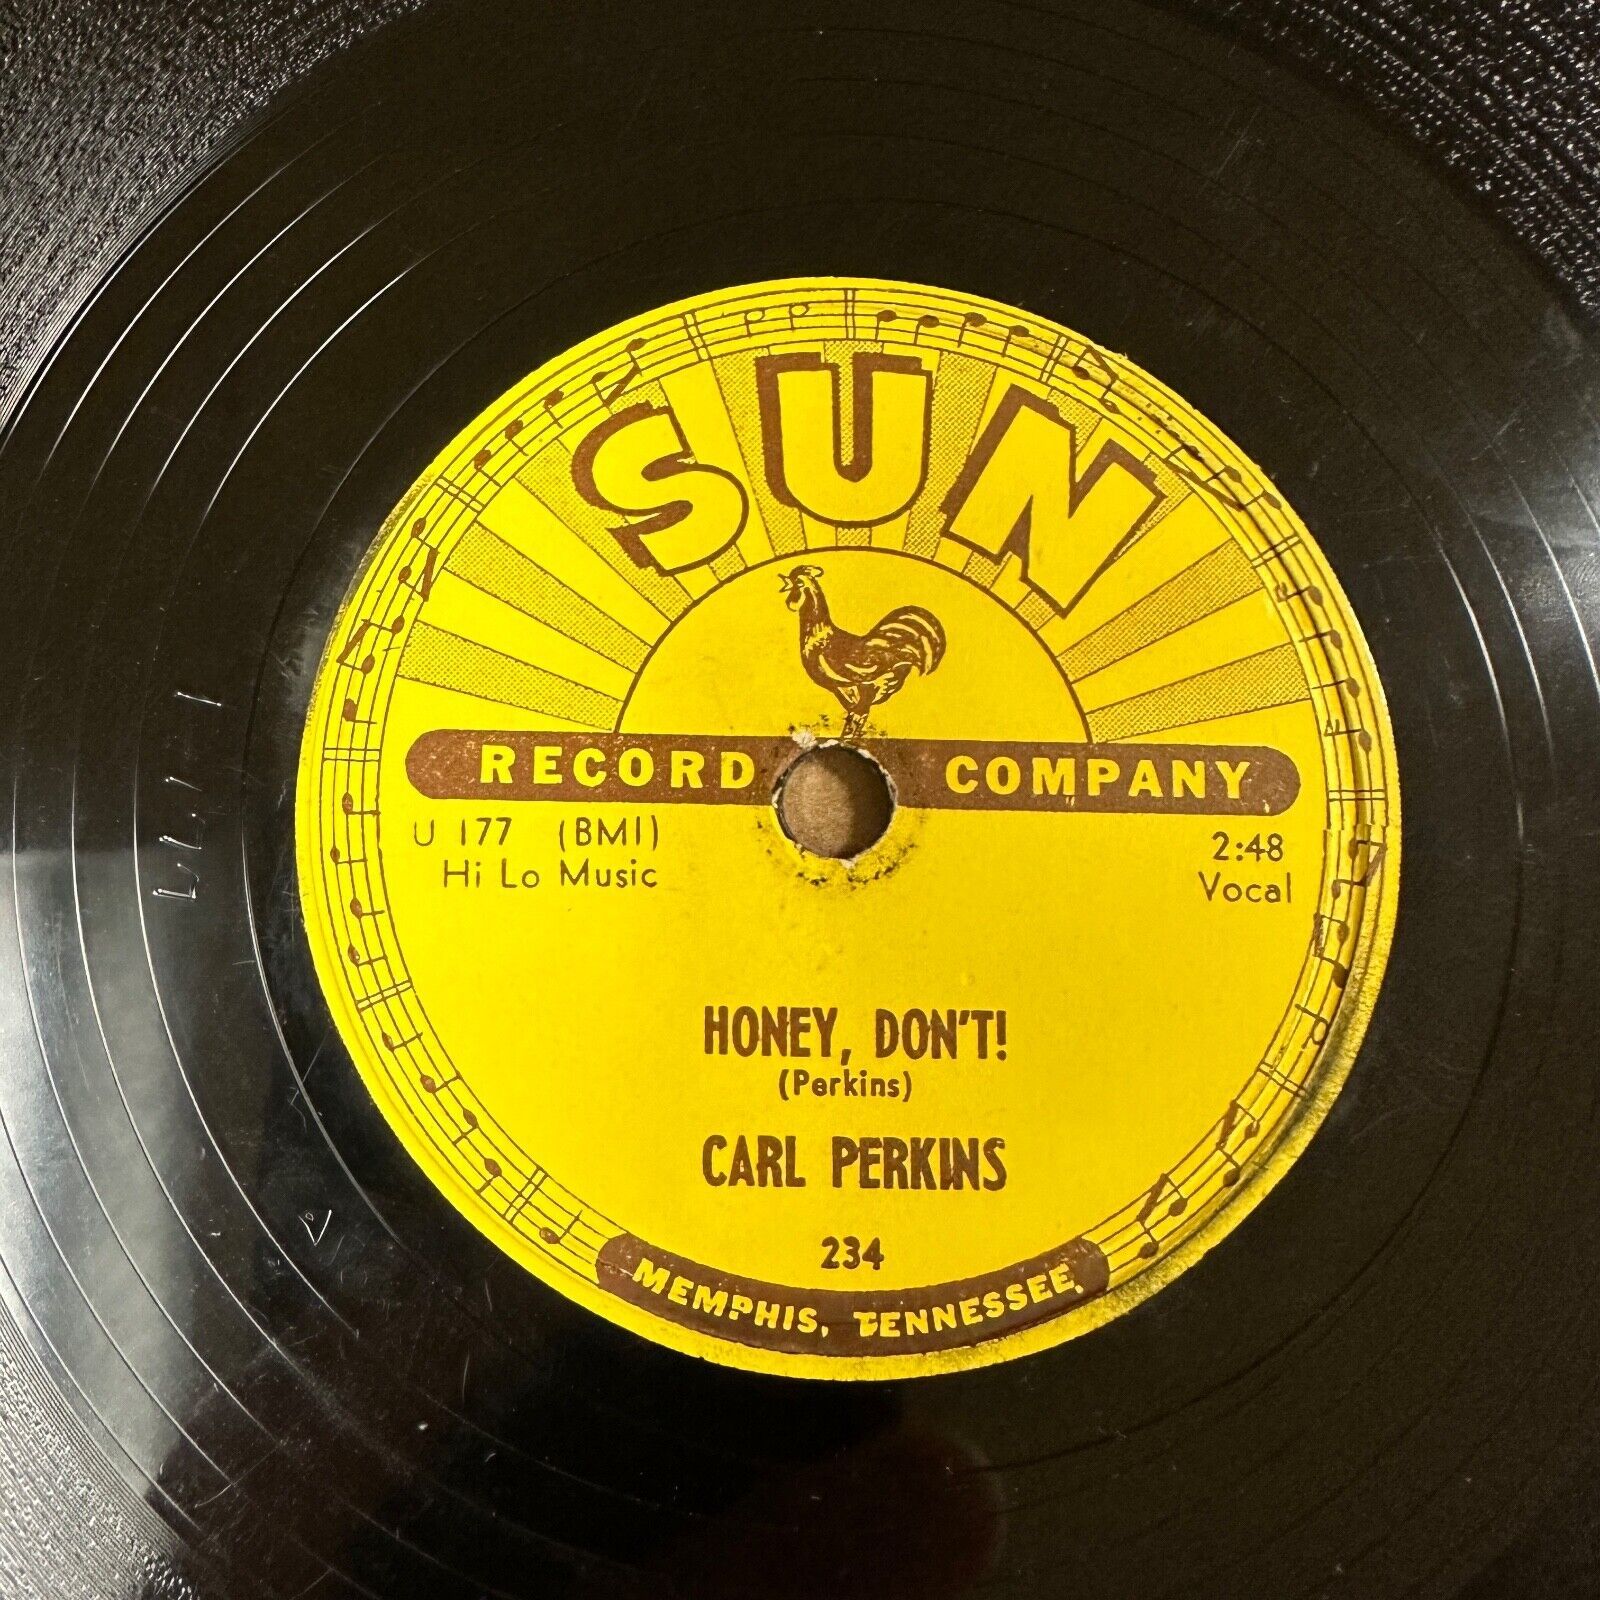 SUN
RECORD COMPANY
U 177 (BMI)
Hi Lo Music
2:48
Vocal
HONEY, DON'T!
(Perkins)
CARL PERKINS
234
MEMPHIS, TENNESSEE